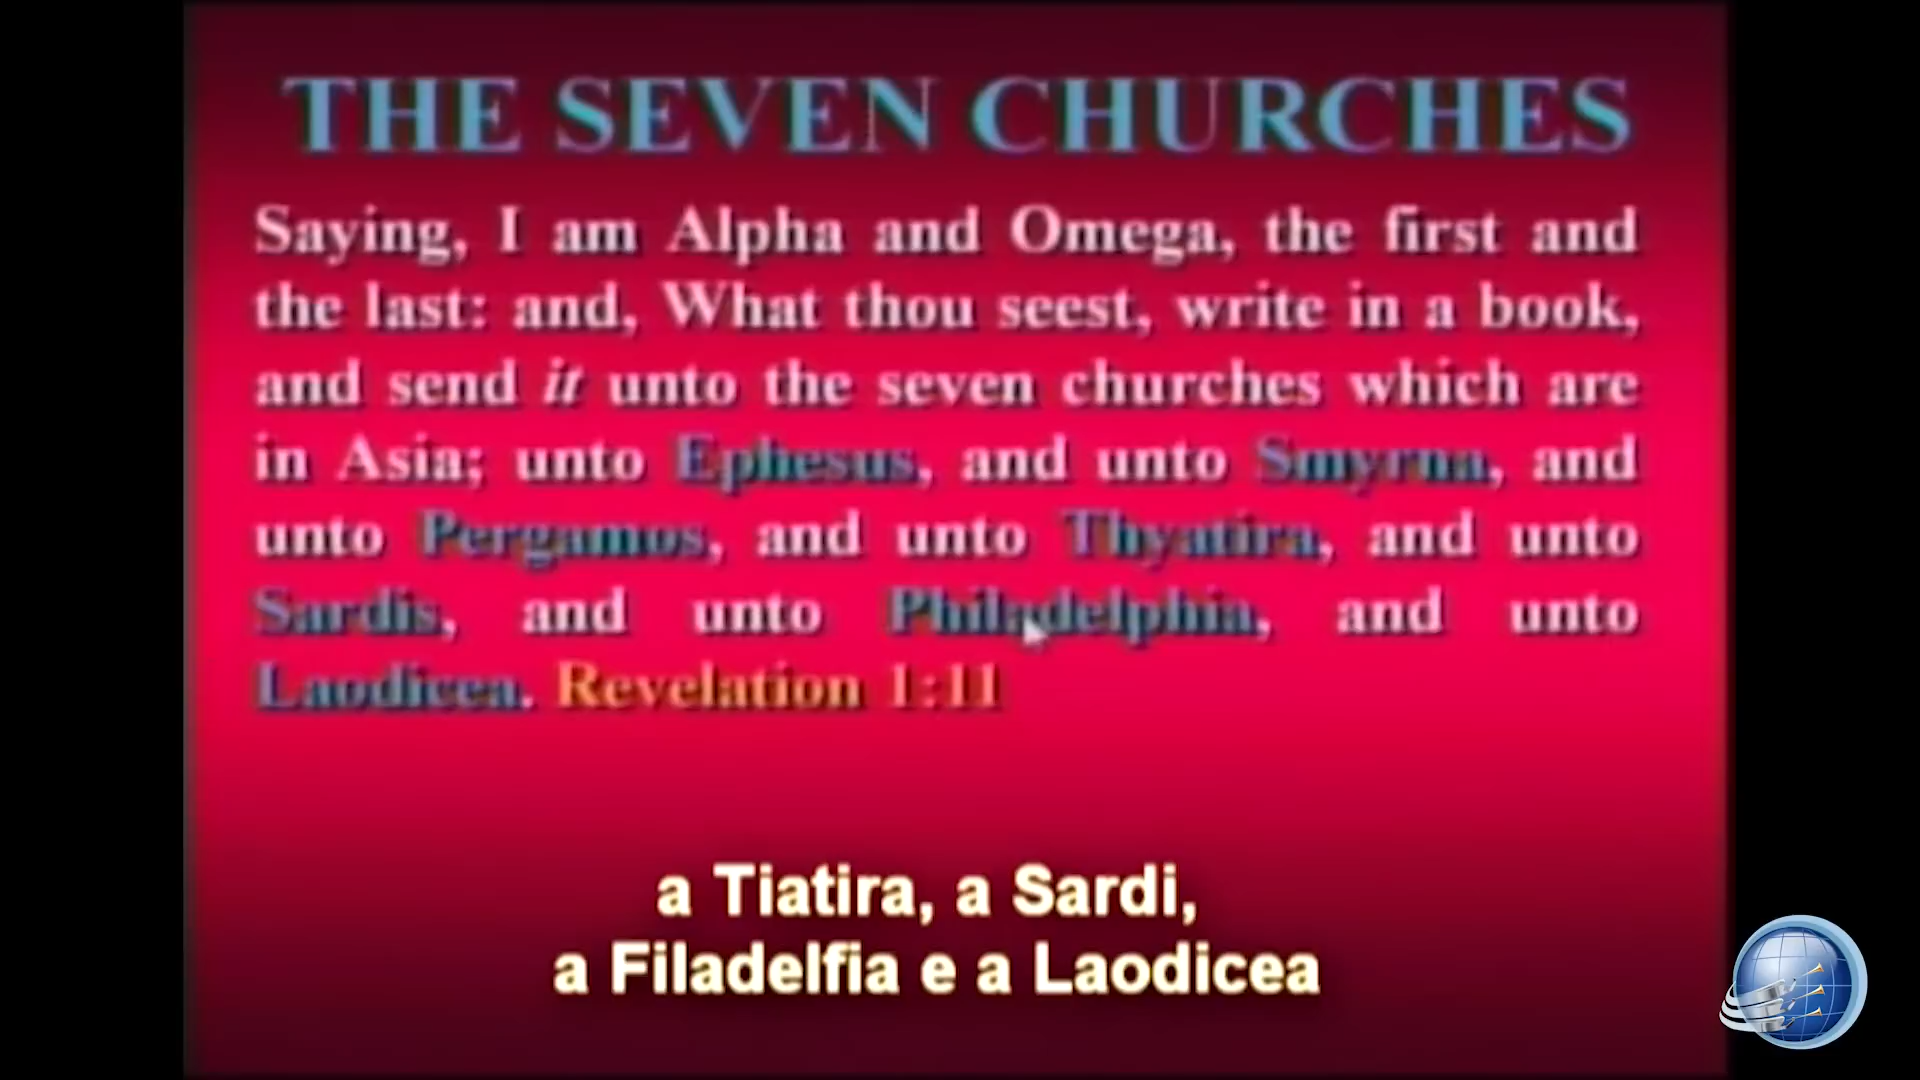 THE SEVEN CHURCHES
Saying, I am Alpha and Omega, the first and
the last: and, What thou seest, write in a book,
and send it unto the seven churches which are
in Asia; unto Ephesus, and unto Smyrna, and
unto Pergamos, and unto Thyatira, and unto
Sardis, and unto Philadelphia, and unto
Laodicea. Revelation 1:11
a Tiatira, a Sardi,
a Filadelfia e a Laodicea